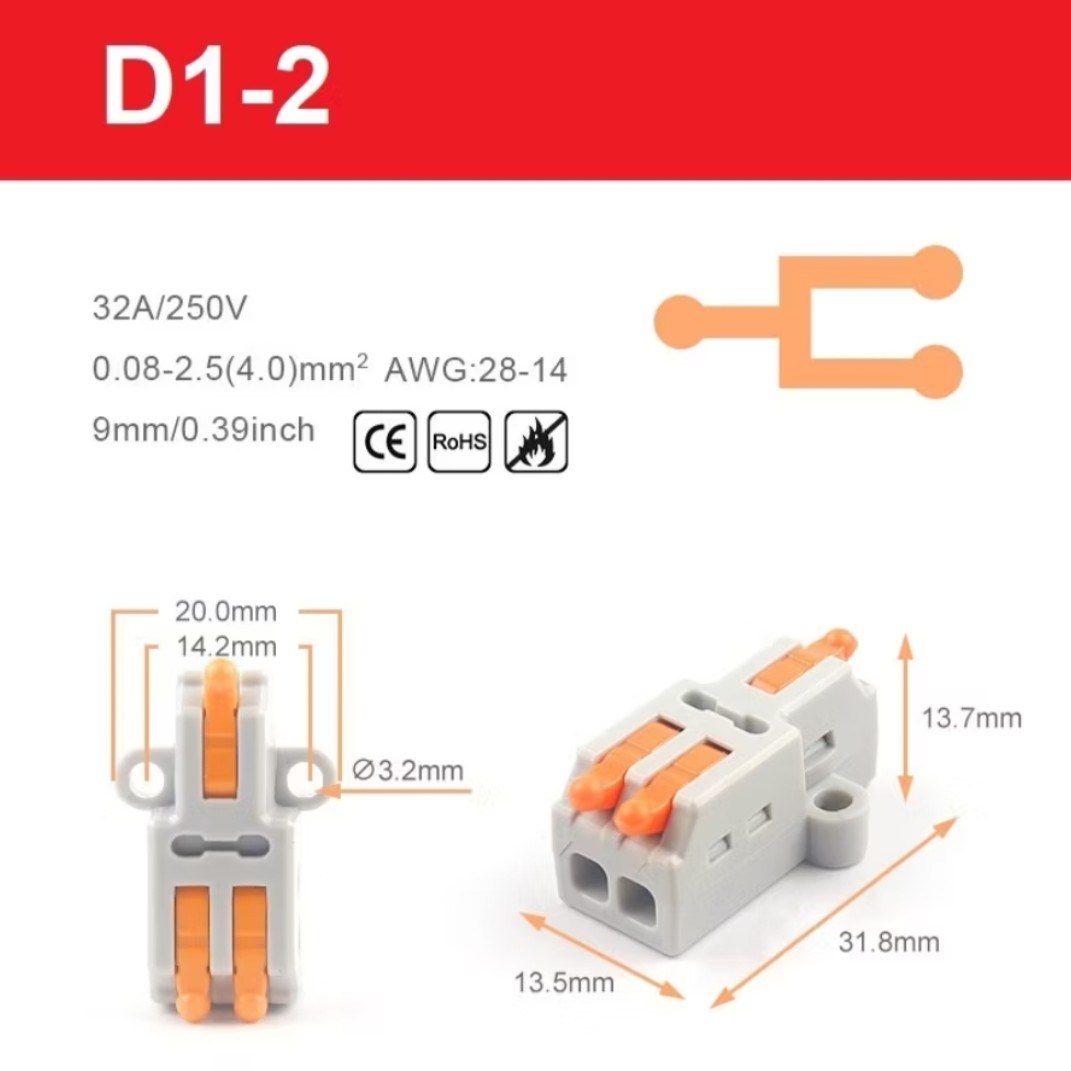 D1-2
32A/250V
0.08-2.5(4.0)mm² AWG:28-14
9mm/0.39inch
CE RoHS
20.0mm
14.2mm
Ø3.2mm
13.7mm
31.8mm
13.5mm